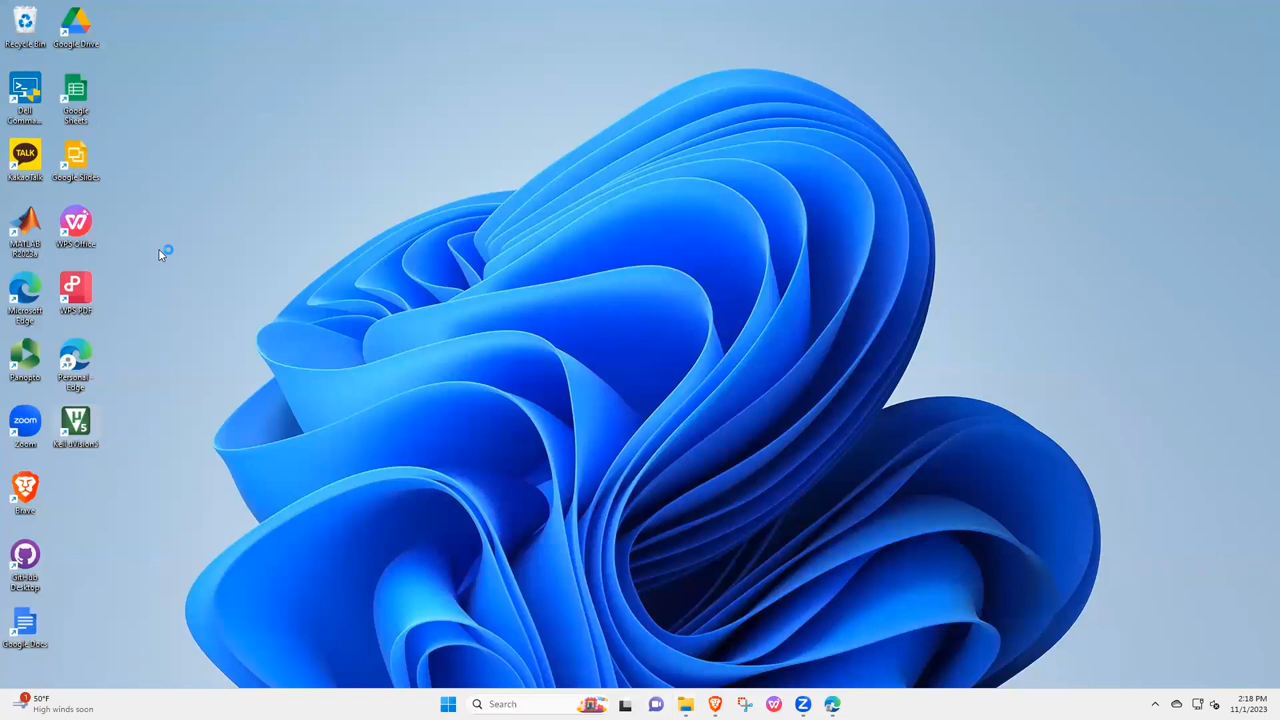 Recycle Bin
Google Drive
Dell
Comma...
Google
Sheets
TALK
KakaoTalk
Google Slides
MATLAB
R2023a
WPS Office
Microsoft
Edge
WPS PDF
Panopto
Personal -
Edge
zoom
Zoom
Keil uVision5
Brave
GitHub
Desktop
Google Docs
1
50°F
High winds soon
Search
2:18 PM
11/1/2023